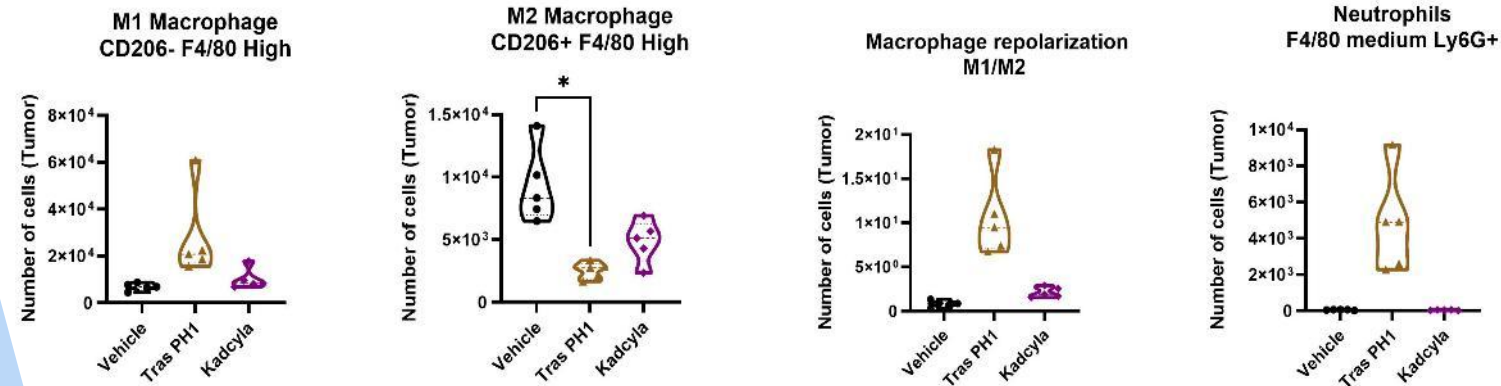 M1 Macrophage
CD206- F4/80 High
Number of cells (Tumor)
8×10⁴
6×10⁴
4×10⁴
2×10⁴
0
Vehicle
Tras PH1
Kadcyla
M2 Macrophage
CD206+ F4/80 High
*
Number of cells (Tumor)
1.5×10⁴
1×10⁴
5×10³
0
Vehicle
Tras PH1
Kadcyla
Macrophage repolarization
M1/M2
Number of cells (Tumor)
2×10¹
1.5×10¹
1×10¹
5×10⁰
0
Vehicle
Tras PH1
Kadcyla
Neutrophils
F4/80 medium Ly6G+
Number of cells (Tumor)
1×10⁴
8×10³
6×10³
4×10³
2×10³
0
Vehicle
Tras PH1
Kadcyla